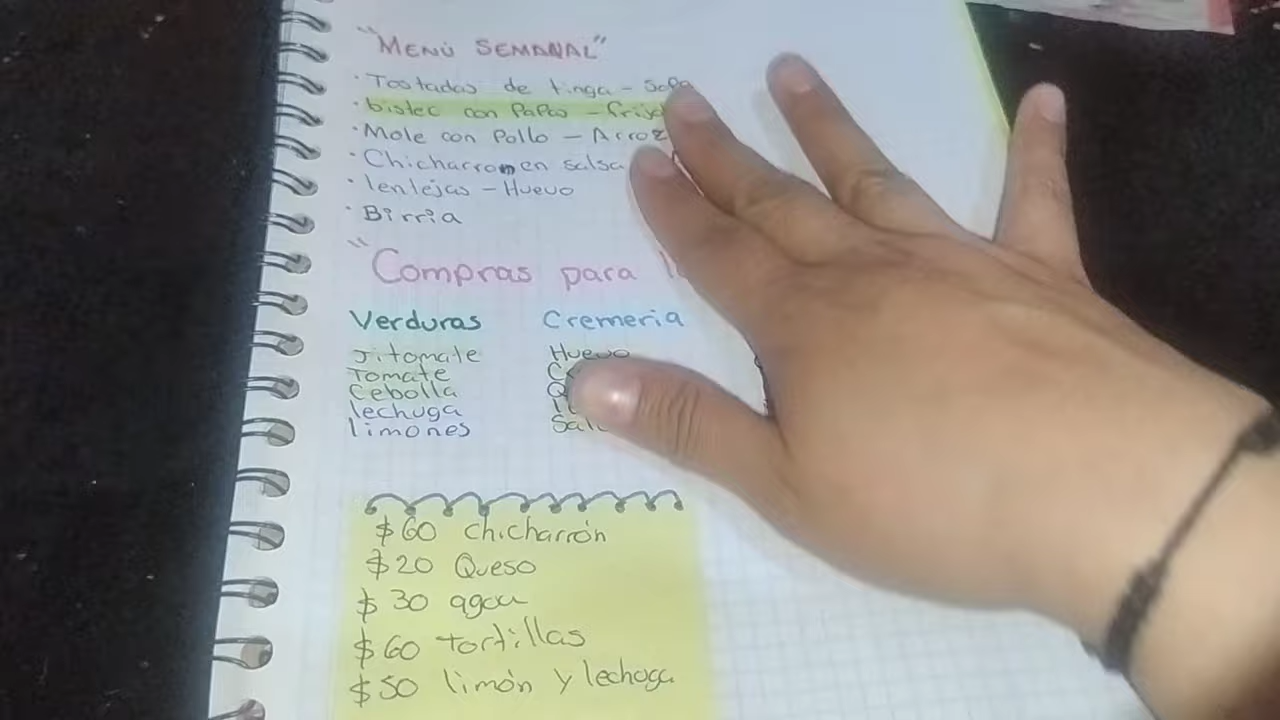 "MENÚ SEMANAL"
· Tostadas de tinga - Sopa
· bistec con Papas - frijo
· Mole con Pollo - Arroz
· Chicharron en salsa
· lentejas - Huevo
· Birria
"Compras para
Verduras Cremeria
Jitomate Huevo
Tomate
Cebolla
lechuga
limones
$60 chicharrón
$20 Queso
$30 agua
$60 tortillas
$50 limón y lechuga